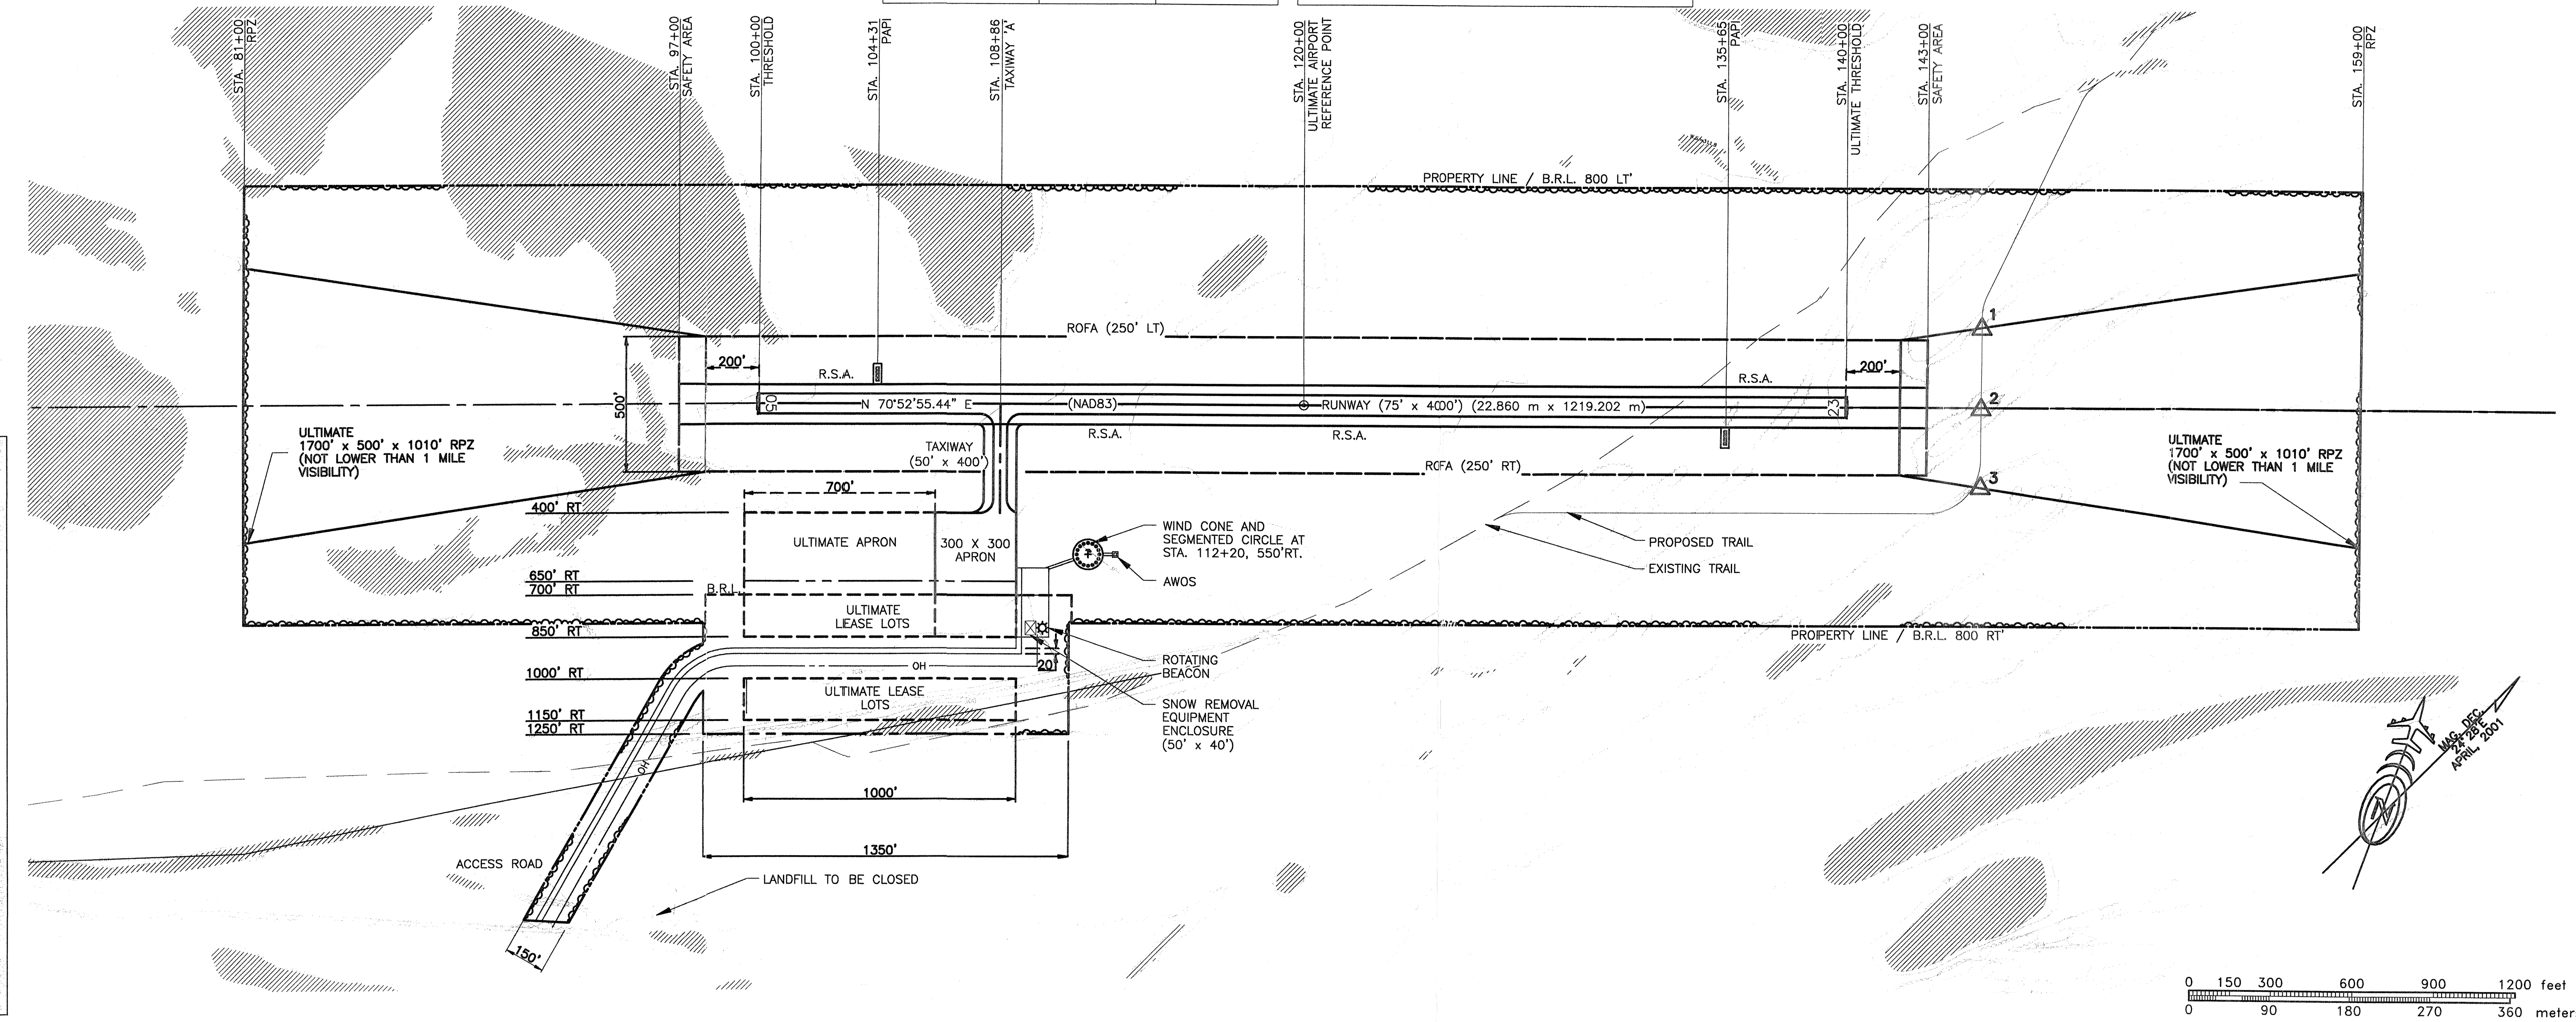 STA. 81+00
RPZ
STA. 97+00
SAFETY AREA
STA. 100+00
THRESHOLD
STA. 104+31
PAPI
STA. 108+86
TAXIWAY 'A'
STA. 120+00
ULTIMATE AIRPORT
REFERENCE POINT
STA. 135+65
PAPI
STA. 140+00
ULTIMATE THRESHOLD
STA. 143+00
SAFETY AREA
STA. 159+00
RPZ
PROPERTY LINE / B.R.L. 800 LT'
ROFA (250' LT)
1
200'
R.S.A.
R.S.A.
200'
500'
05
N 70°52'55.44" E
(NAD83)
RUNWAY (75' x 4000') (22.860 m x 1219.202 m)
23
2
R.S.A.
R.S.A.
ULTIMATE
1700' x 500' x 1010' RPZ
(NOT LOWER THAN 1 MILE
VISIBILITY)
TAXIWAY
(50' x 400')
ROFA (250' RT)
3
ULTIMATE
1700' x 500' x 1010' RPZ
(NOT LOWER THAN 1 MILE
VISIBILITY)
700'
400' RT
ULTIMATE APRON
300 X 300
APRON
WIND CONE AND
SEGMENTED CIRCLE AT
STA. 112+20, 550'RT.
AWOS
PROPOSED TRAIL
EXISTING TRAIL
650' RT
700' RT
B.R.L.
ULTIMATE
LEASE LOTS
850' RT
PROPERTY LINE / B.R.L. 800 RT'
OH
20'
ROTATING
BEACON
1000' RT
ULTIMATE LEASE
LOTS
1150' RT
1250' RT
SNOW REMOVAL
EQUIPMENT
ENCLOSURE
(50' x 40')
OH
1000'
1350'
ACCESS ROAD
LANDFILL TO BE CLOSED
150'
MAG. DEC.
24°28'E
APRIL, 2001
N
0 150 300 600 900 1200 feet
0 90 180 270 360 meter